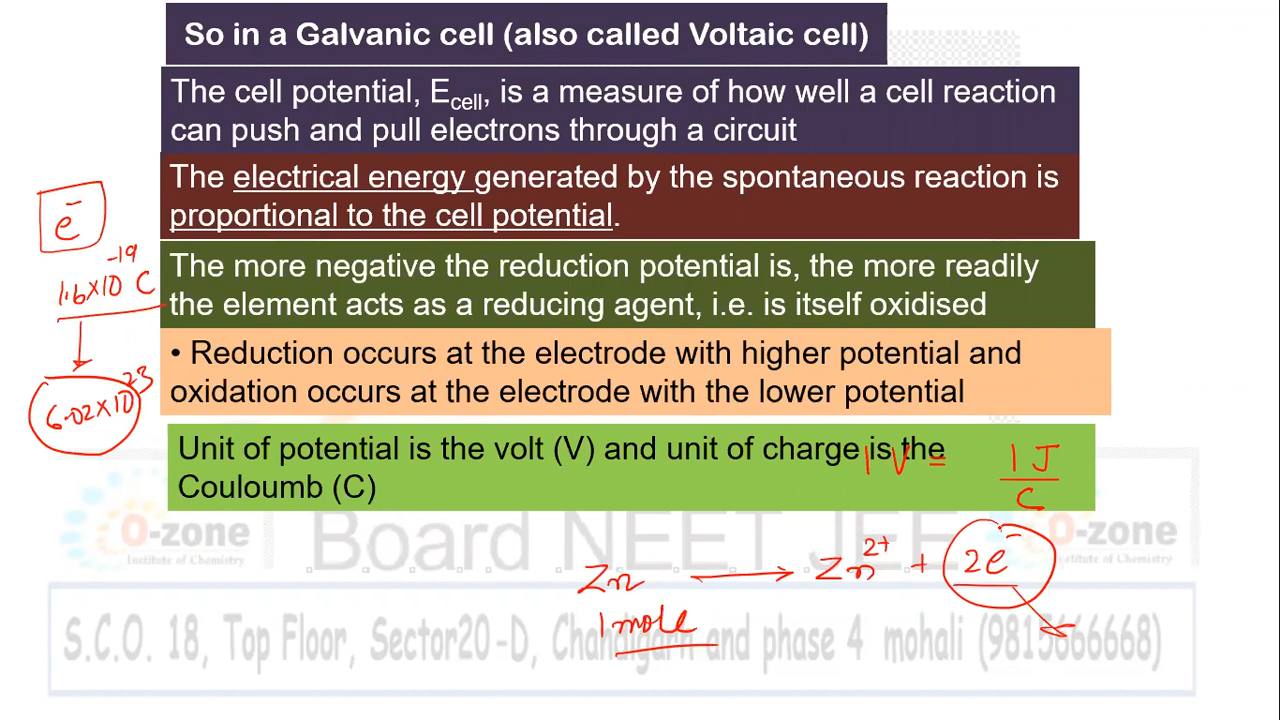 So in a Galvanic cell (also called Voltaic cell)
The cell potential, Ecell, is a measure of how well a cell reaction
can push and pull electrons through a circuit
The electrical energy generated by the spontaneous reaction is
proportional to the cell potential.
e⁻
1.6×10⁻¹⁹ C
The more negative the reduction potential is, the more readily
the element acts as a reducing agent, i.e. is itself oxidised
• Reduction occurs at the electrode with higher potential and
oxidation occurs at the electrode with the lower potential
6.02×10²³
Unit of potential is the volt (V) and unit of charge is the
Couloumb (C)
1 V = 1 J / C
O-zone
Institute of Chemistry
Board NEET JEE
O-zone
Institute of Chemistry
Zn ⟶ Zn²⁺ + 2e⁻
1 mole
S.C.O. 18, Top Floor, Sector20-D, Chandigarh and phase 4 mohali (9815666668)